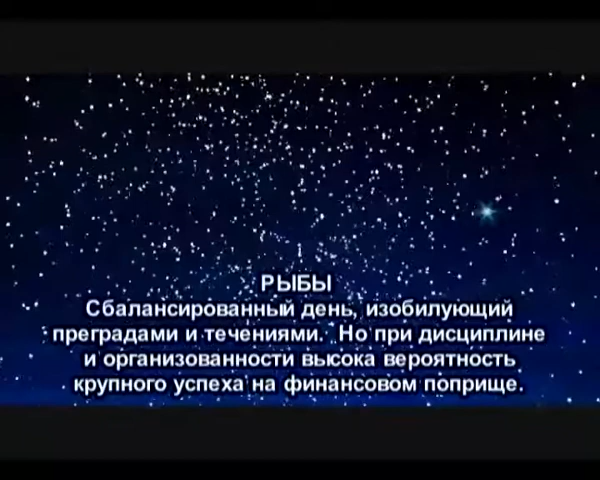 РЫБЫ
Сбалансированный день, изобилующий
преградами и течениями. Но при дисциплине
и организованности высока вероятность
крупного успеха на финансовом поприще.